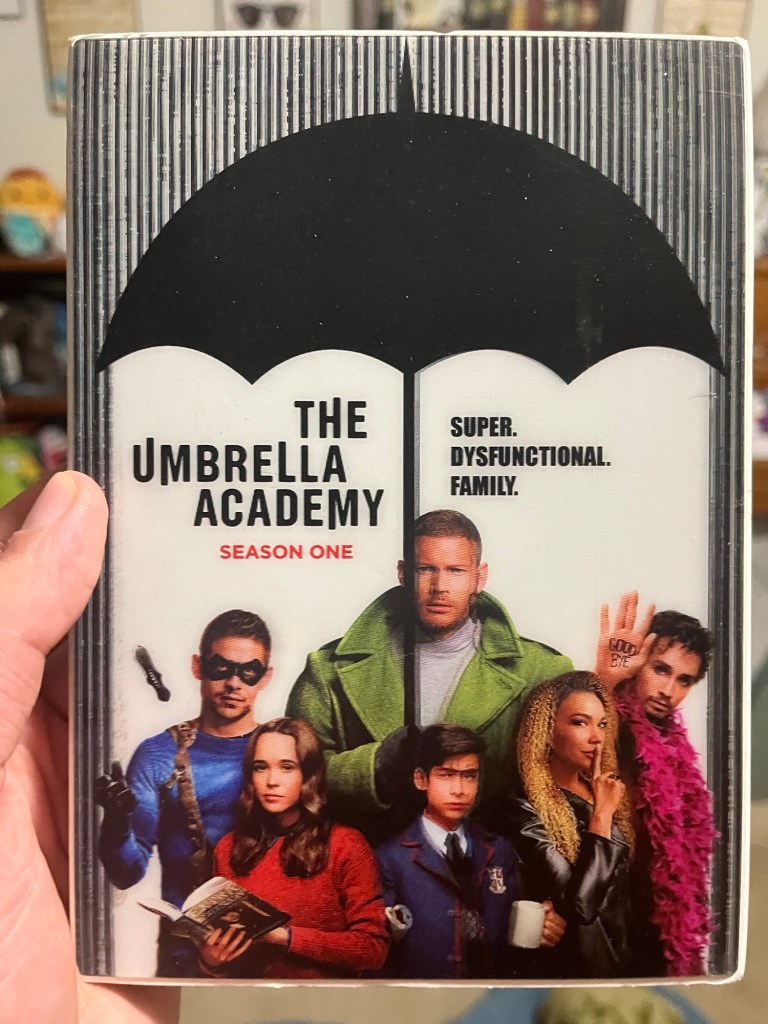 THE
UMBRELLA
ACADEMY
SEASON ONE
SUPER.
DYSFUNCTIONAL.
FAMILY.
GOOD
BYE